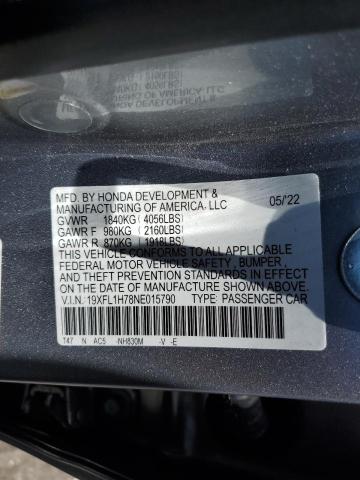 MFD. BY HONDA DEVELOPMENT & 05/'22
MANUFACTURING OF AMERICA, LLC
GVWR 1840KG (4056LBS)
GAWR F 980KG (2160LBS)
GAWR R 870KG (1918LBS)
THIS VEHICLE CONFORMS TO ALL APPLICABLE
FEDERAL MOTOR VEHICLE SAFETY, BUMPER,
AND THEFT PREVENTION STANDARDS IN EFFECT
ON THE DATE OF MANUFACTURE SHOWN ABOVE.
V.I.N.: 19XFL1H78NE015790 TYPE: PASSENGER CAR
147 N AC5 -NH830M -V -E